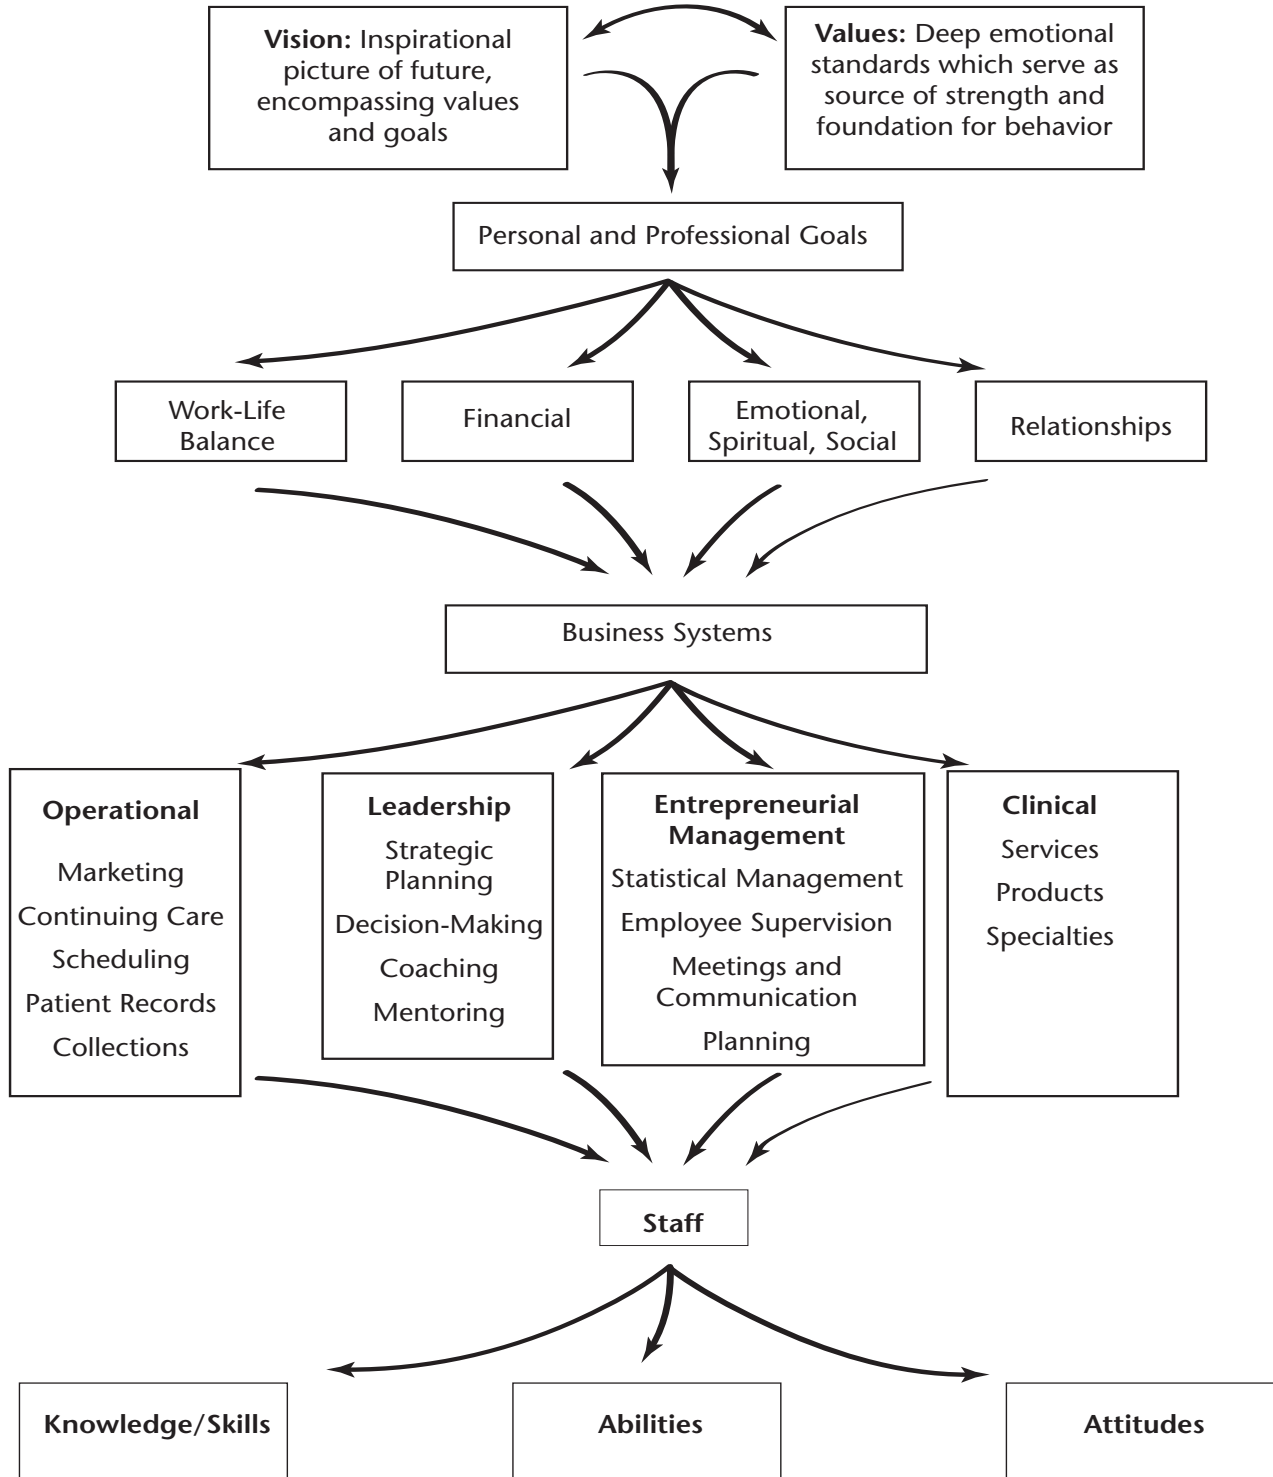 Vision: Inspirational
picture of future,
encompassing values
and goals
Values: Deep emotional
standards which serve as
source of strength and
foundation for behavior
Personal and Professional Goals
Work-Life
Balance
Financial
Emotional,
Spiritual, Social
Relationships
Business Systems
Operational
Marketing
Continuing Care
Scheduling
Patient Records
Collections
Leadership
Strategic
Planning
Decision-Making
Coaching
Mentoring
Entrepreneurial
Management
Statistical Management
Employee Supervision
Meetings and
Communication
Planning
Clinical
Services
Products
Specialties
Staff
Knowledge/Skills
Abilities
Attitudes